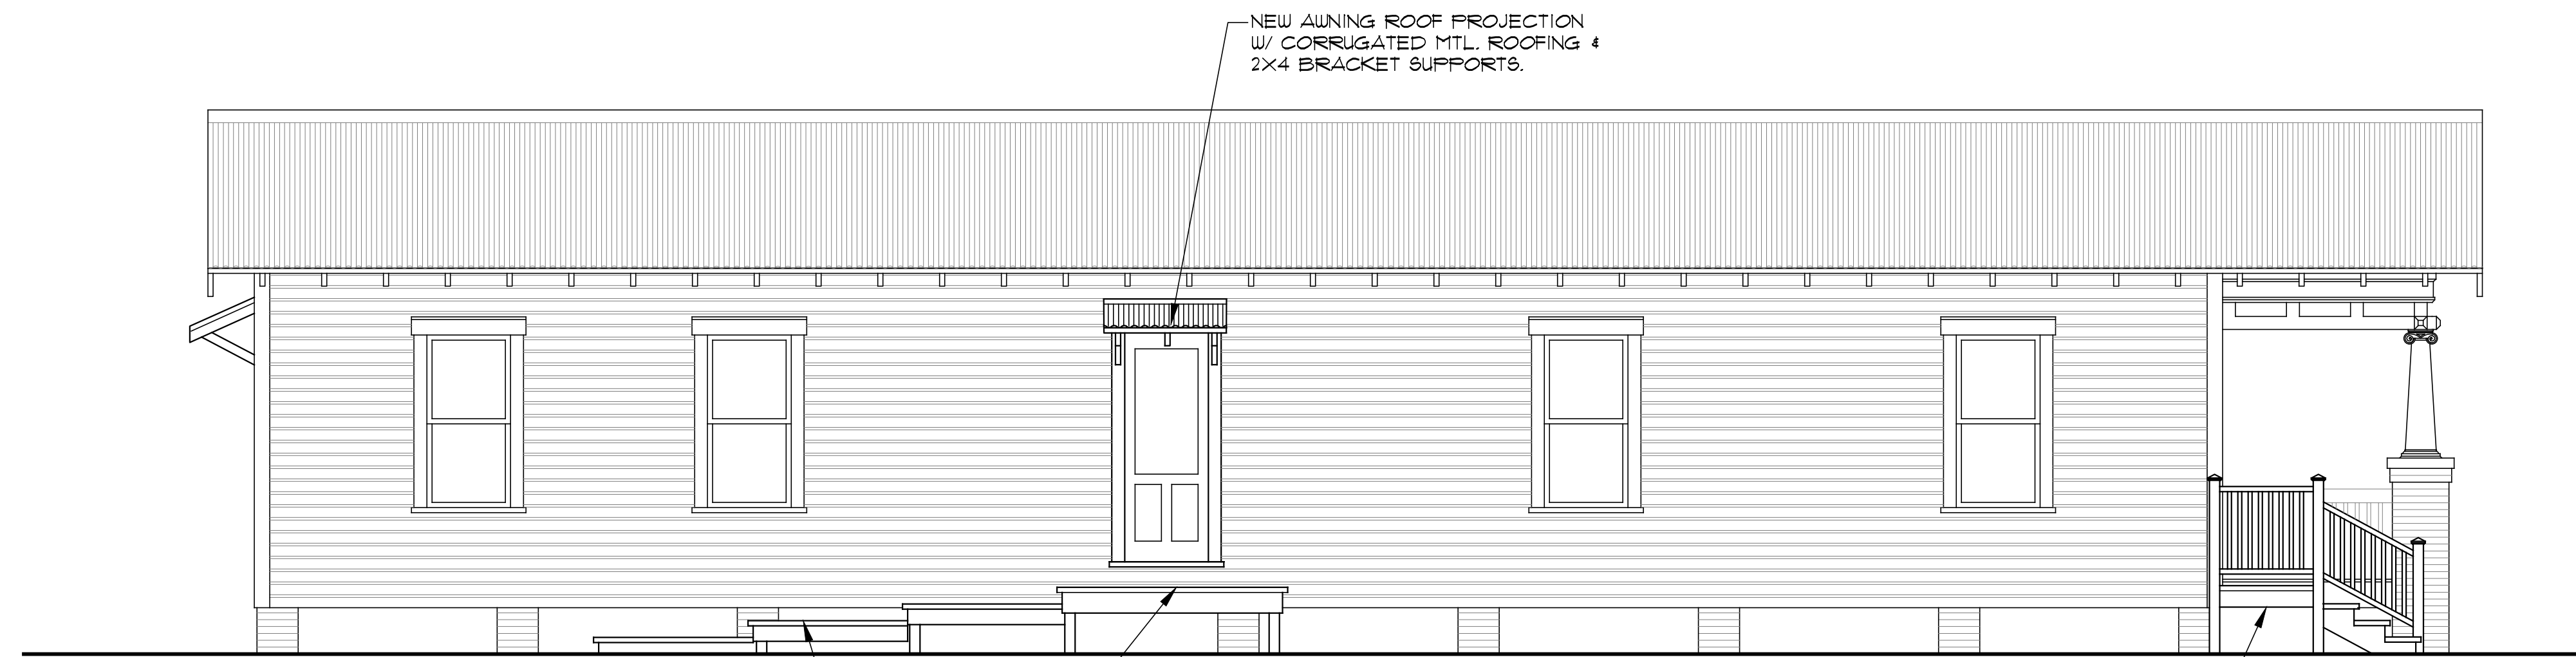 NEW AWNING ROOF PROJECTION
W/ CORRUGATED MTL. ROOFING &
2X4 BRACKET SUPPORTS.